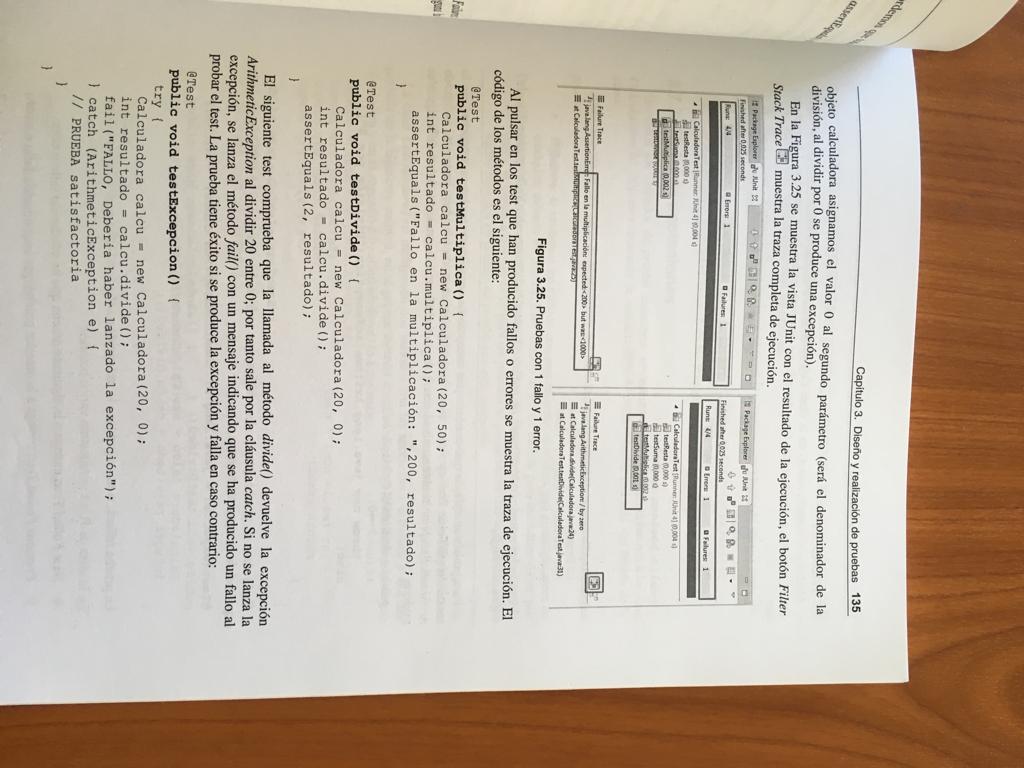 Capítulo 3. Diseño y realización de pruebas 135
objeto calculadora asignamos el valor 0 al segundo parámetro (será el denominador de la
división, al dividir por 0 se produce una excepción).
En la Figura 3.25 se muestra la vista JUnit con el resultado de la ejecución, el botón Filter
Stack Trace muestra la traza completa de ejecución.
Package Explorer JUnit
Finished after 0,025 seconds
Runs: 4/4 Errors: 1 Failures: 1
CalculadoraTest [Runner: JUnit 4] (0,004 s)
testResta (0,000 s)
testSuma (0,000 s)
testMultiplica (0,002 s)
testDivide (0,001 s)
Failure Trace
java.lang.AssertionError: Fallo en la multiplicación: expected:<200> but was:<1000>
at CalculadoraTest.testMultiplica(CalculadoraTest.java:25)
Package Explorer JUnit
Finished after 0,025 seconds
Runs: 4/4 Errors: 1 Failures: 1
CalculadoraTest [Runner: JUnit 4] (0,004 s)
testResta (0,000 s)
testSuma (0,000 s)
testMultiplica (0,002 s)
testDivide (0,001 s)
Failure Trace
java.lang.ArithmeticException: / by zero
at Calculadora.divide(Calculadora.java:24)
at CalculadoraTest.testDivide(CalculadoraTest.java:31)
Figura 3.25. Pruebas con 1 fallo y 1 error.
Al pulsar en los test que han producido fallos o errores se muestra la traza de ejecución. El
código de los métodos es el siguiente:
@Test
public void testMultiplica() {
Calculadora calcu = new Calculadora(20, 50);
int resultado = calcu.multiplica();
assertEquals("Fallo en la multiplicación: ",200, resultado);
}
@Test
public void testDivide() {
Calculadora calcu = new Calculadora(20, 0);
int resultado = calcu.divide();
assertEquals(2, resultado);
}
El siguiente test comprueba que la llamada al método divide() devuelve la excepción
ArithmeticException al dividir 20 entre 0; por tanto sale por la cláusula catch. Si no se lanza la
excepción, se lanza el método fail() con un mensaje indicando que se ha producido un fallo al
probar el test. La prueba tiene éxito si se produce la excepción y falla en caso contrario:
@Test
public void testExcepcion() {
try {
Calculadora calcu = new Calculadora(20, 0);
int resultado = calcu.divide();
fail("FALLO, Debería haber lanzado la excepción");
} catch (ArithmeticException e) {
// PRUEBA satisfactoria
}
}